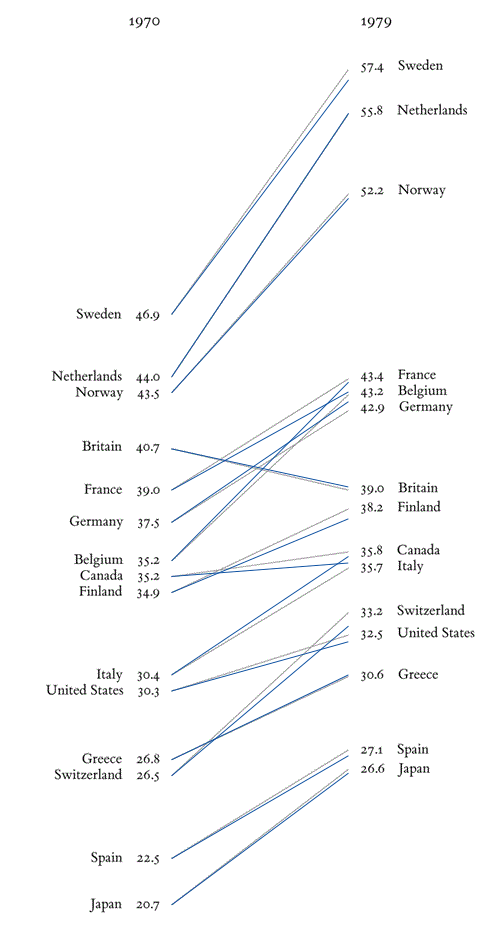 1970 1979
57.4 Sweden
55.8 Netherlands
52.2 Norway
Sweden 46.9
Netherlands 44.0
43.4 France
Norway 43.5
43.2 Belgium
42.9 Germany
Britain 40.7
France 39.0
39.0 Britain
38.2 Finland
Germany 37.5
35.8 Canada
Belgium 35.2
35.7 Italy
Canada 35.2
Finland 34.9
33.2 Switzerland
32.5 United States
Italy 30.4
30.6 Greece
United States 30.3
27.1 Spain
Greece 26.8
26.6 Japan
Switzerland 26.5
Spain 22.5
Japan 20.7